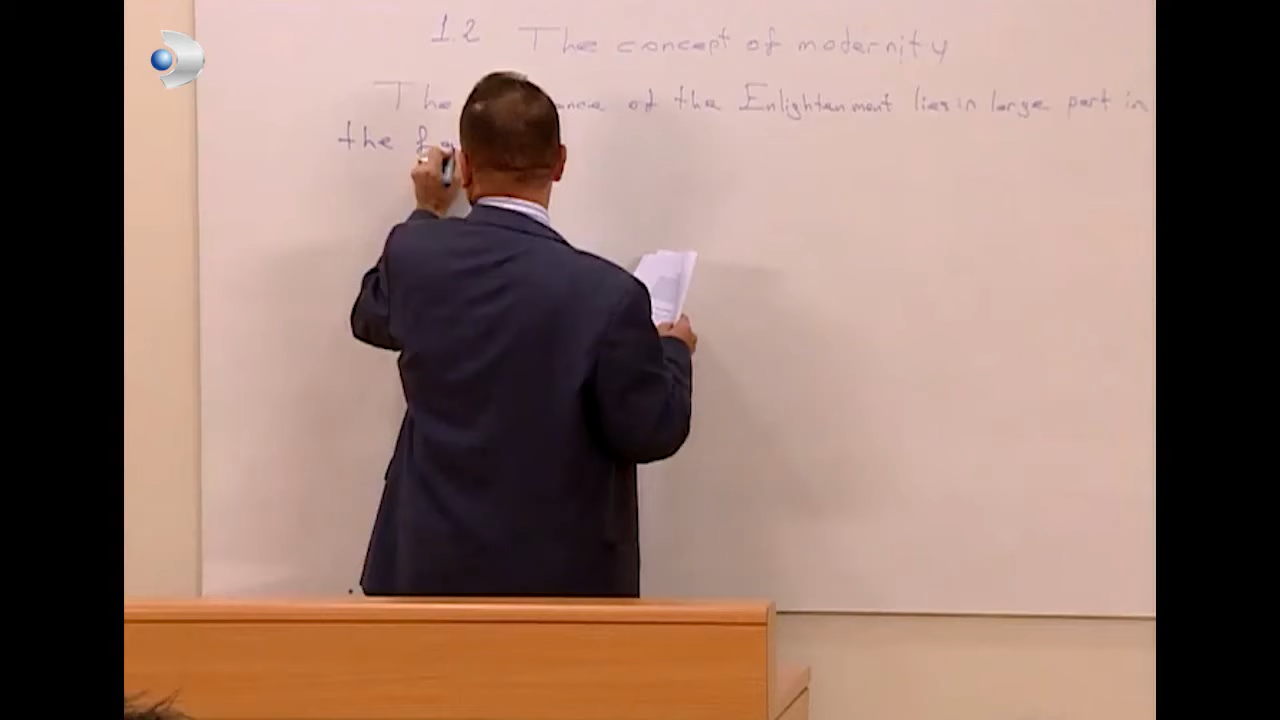 1.2 The concept of modernity
The of the Enlightenment lies in large part in
the